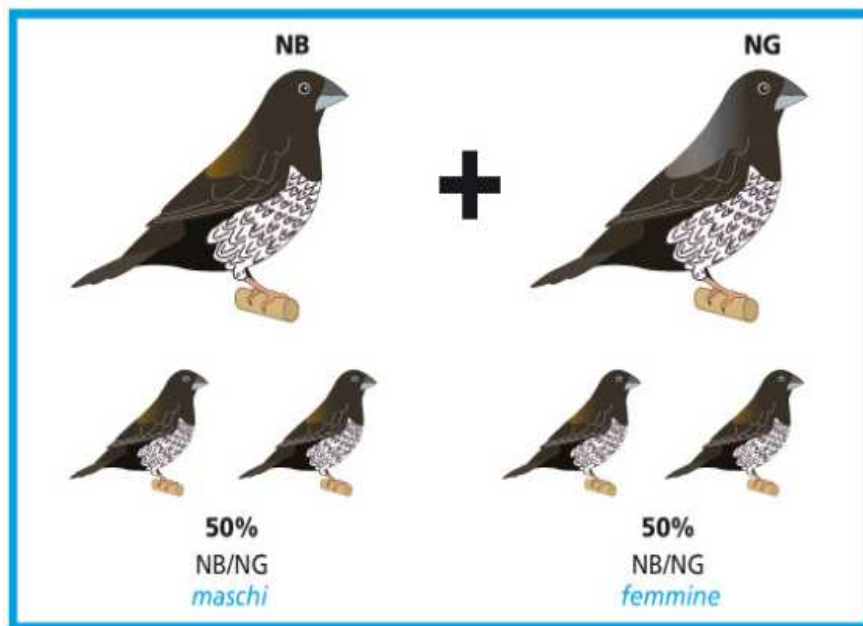 NB
NG
50%
NB/NG
maschi
50%
NB/NG
femmine